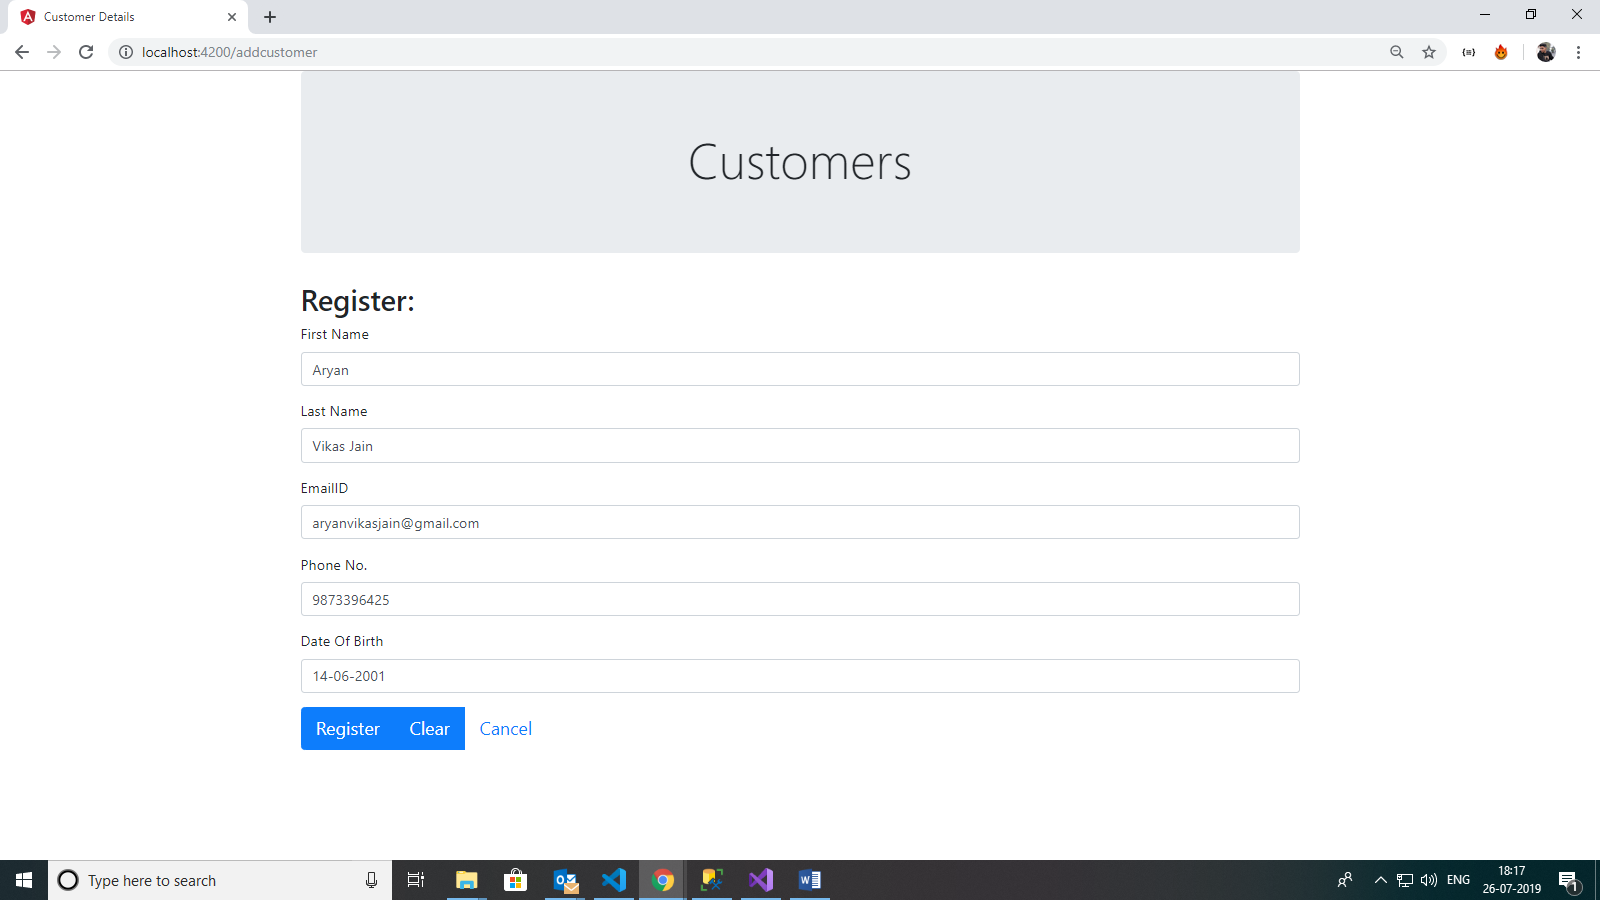 Customer Details
localhost:4200/addcustomer
Customers
Register:
First Name
Aryan
Last Name
Vikas Jain
EmailID
aryanvikasjain@gmail.com
Phone No.
9873396425
Date Of Birth
14-06-2001
Register Clear Cancel
Type here to search
ENG
18:17
26-07-2019
1